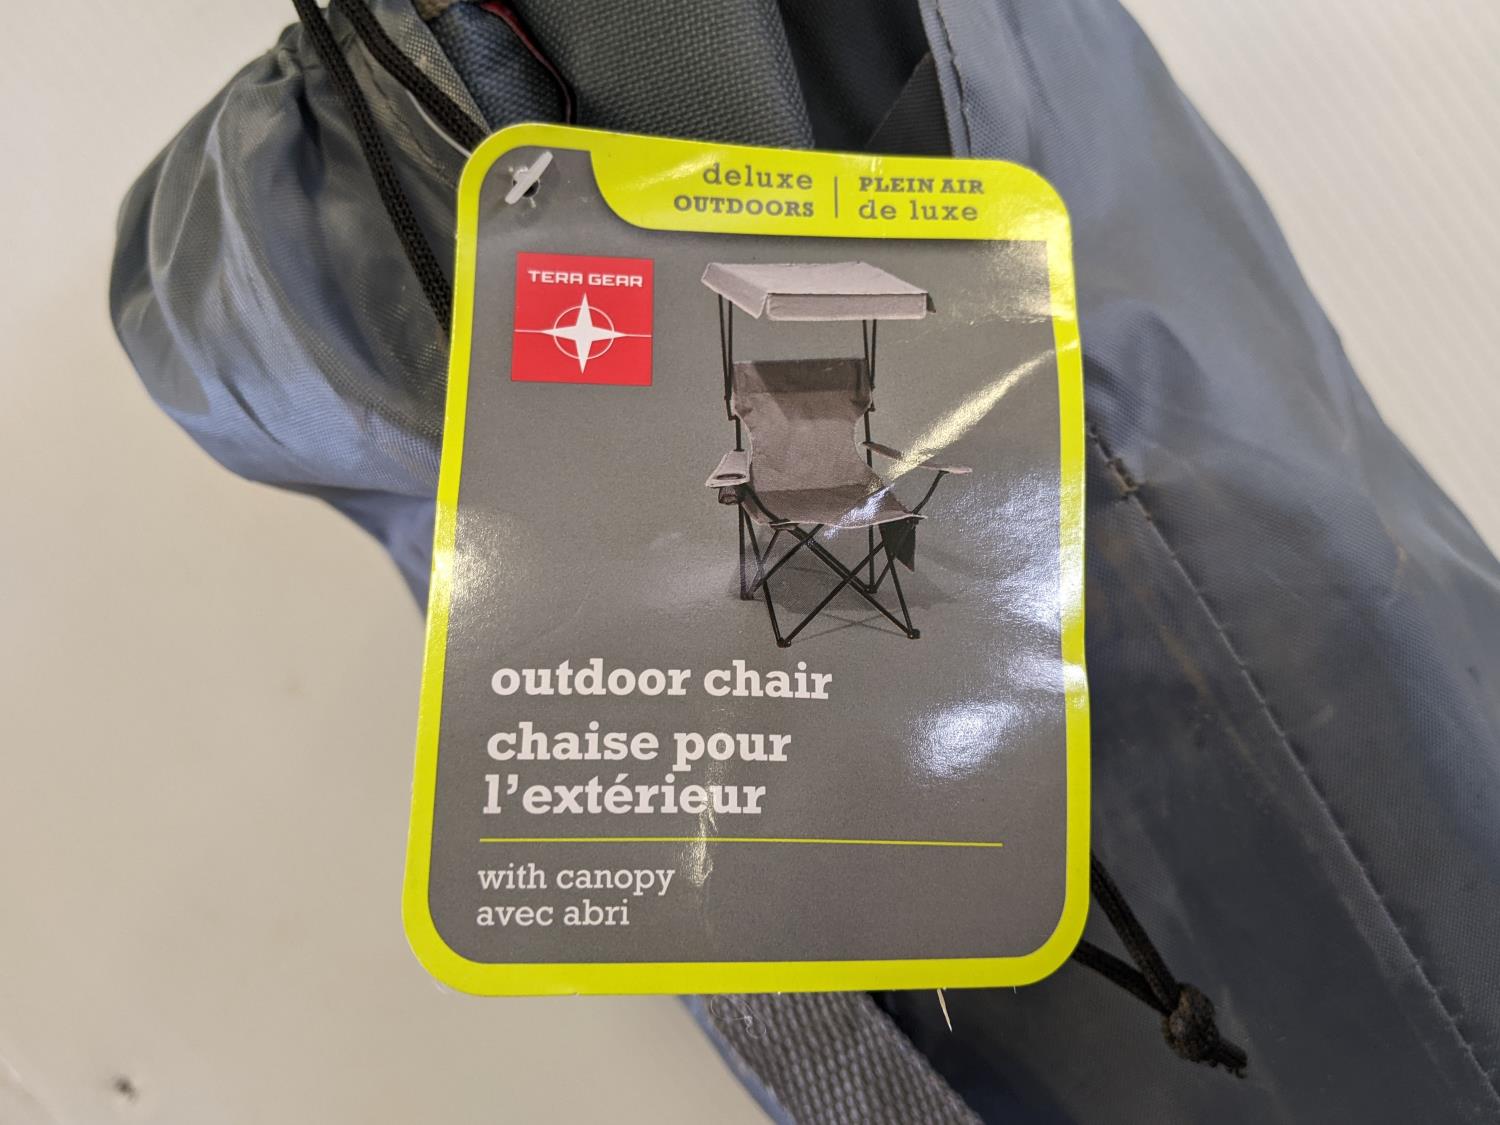 deluxe
OUTDOORS
PLEIN AIR
de luxe
TERA GEAR
outdoor chair
chaise pour
l'extérieur
with canopy
avec abri